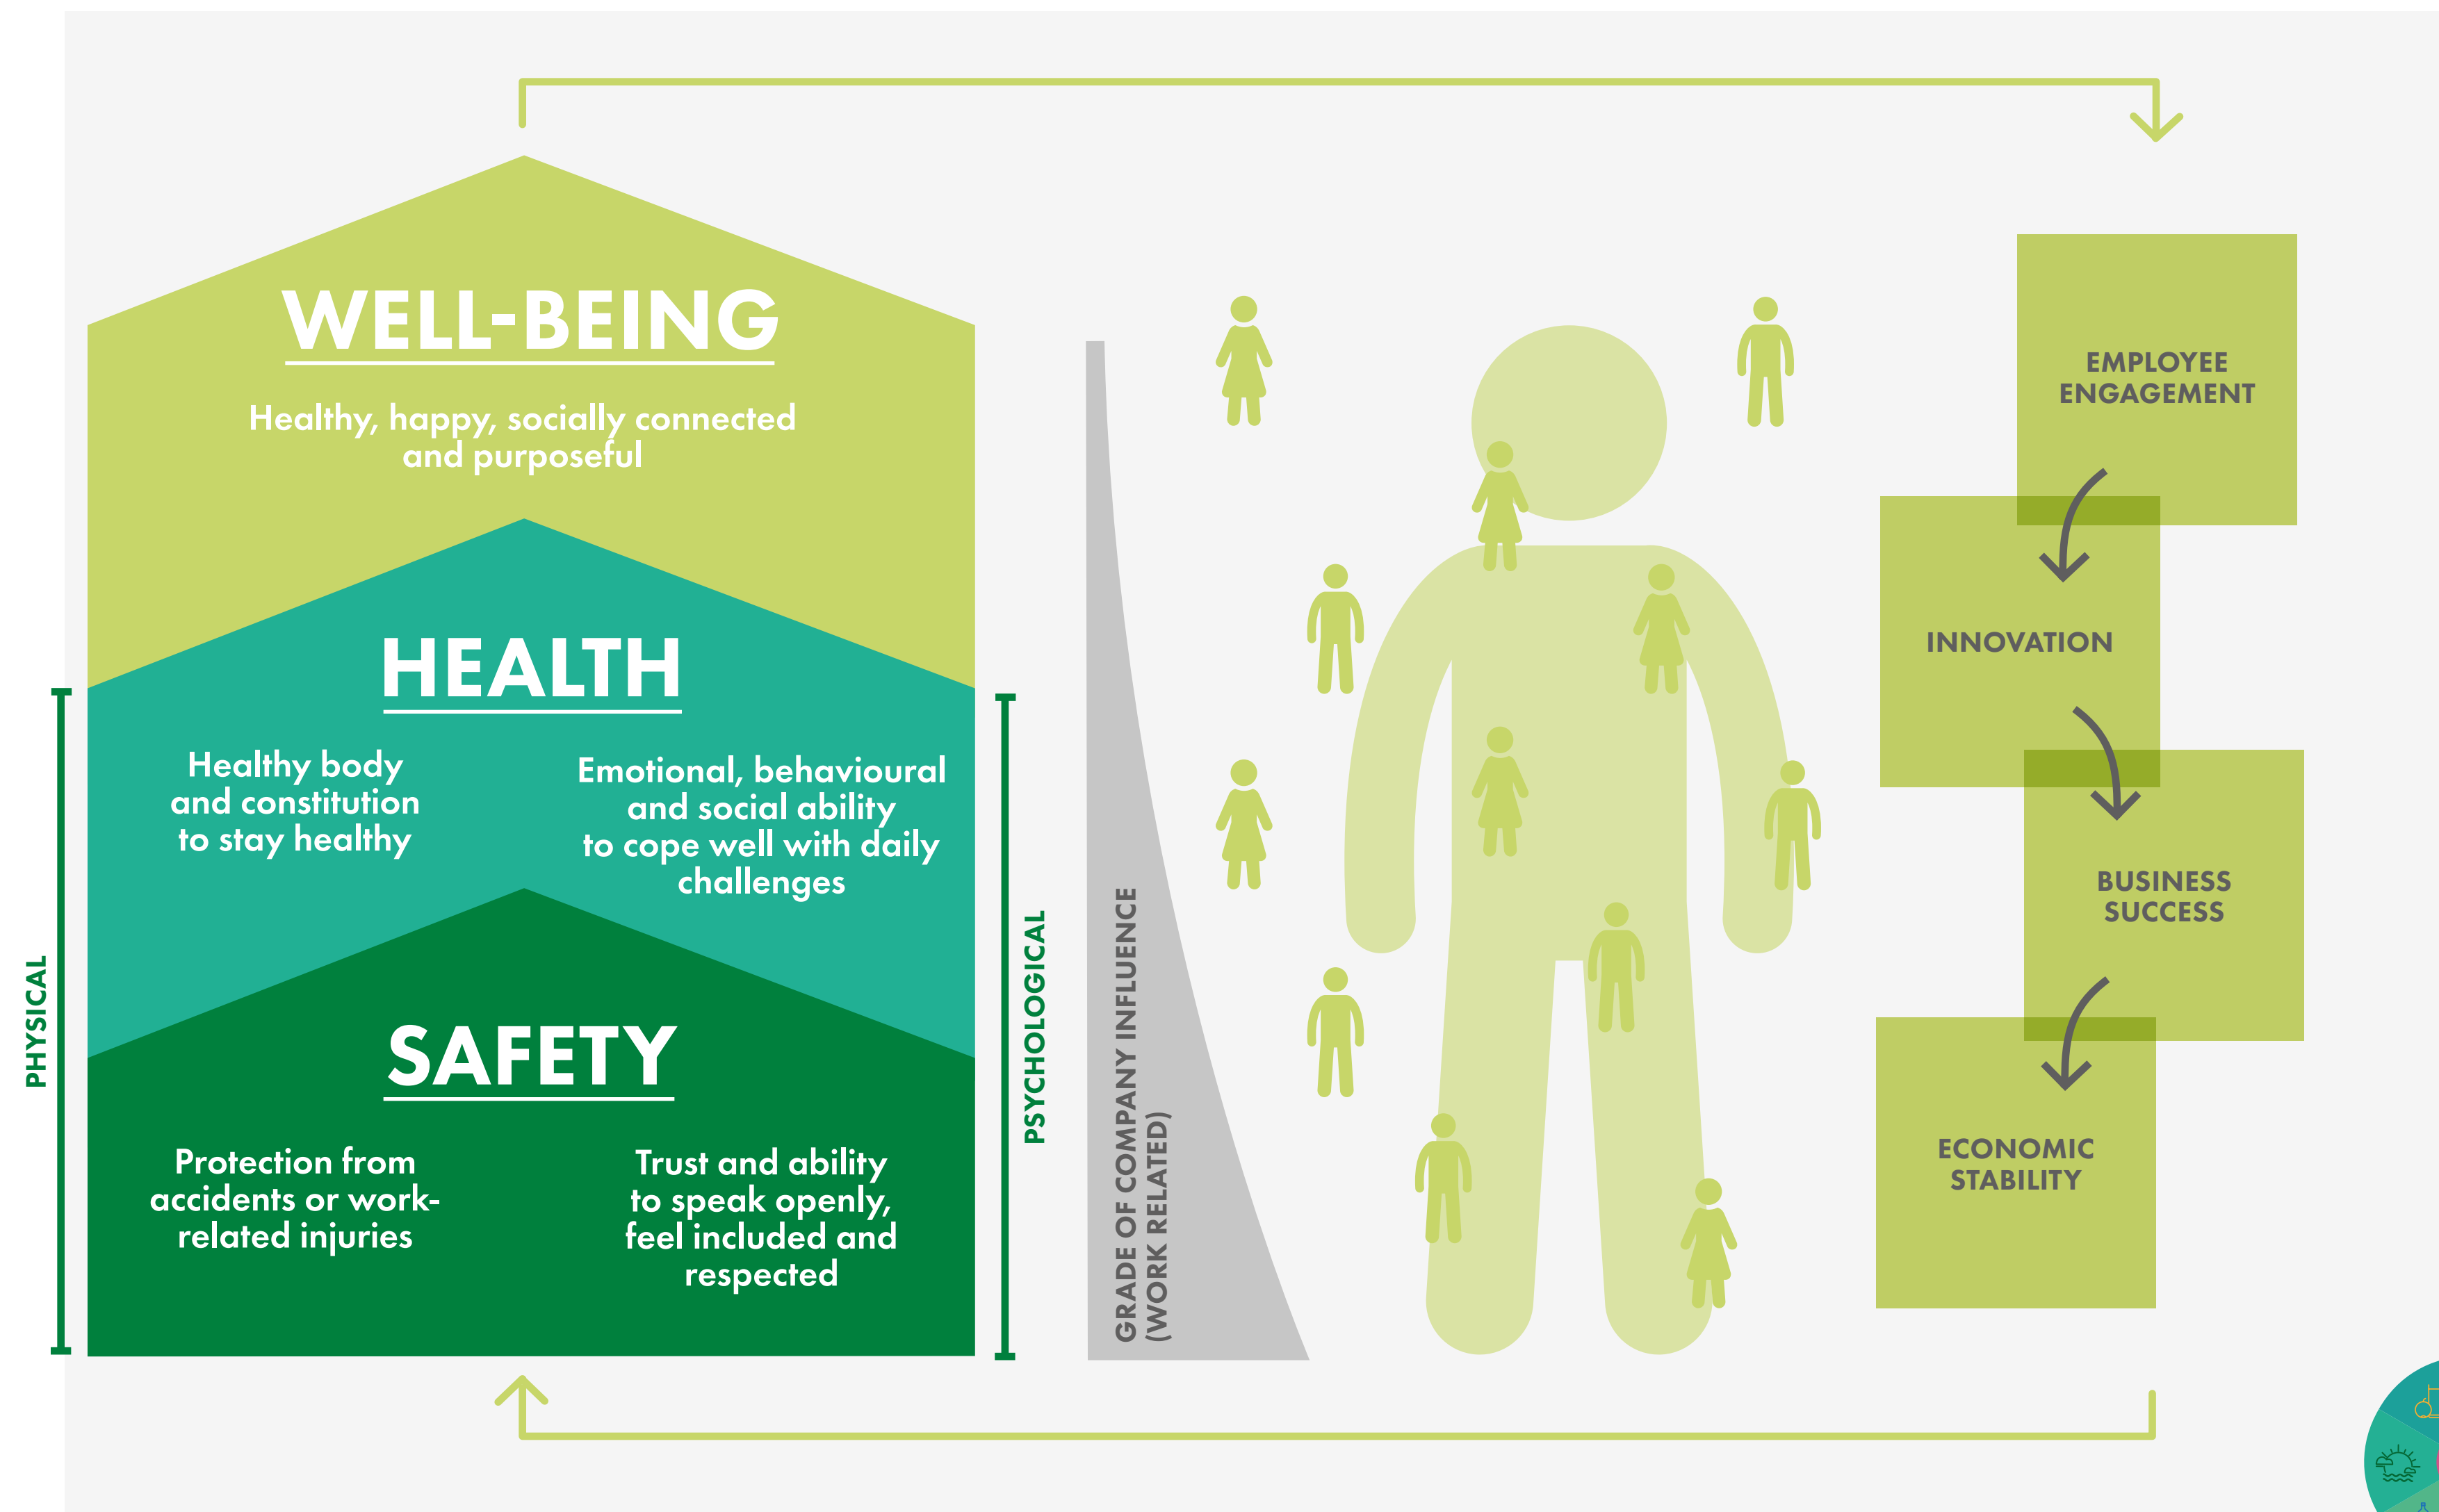 WELL-BEING
Healthy, happy, socially connected
and purposeful
HEALTH
Healthy body
and constitution
to stay healthy
Emotional, behavioural
and social ability
to cope well with daily
challenges
SAFETY
Protection from
accidents or work-
related injuries
Trust and ability
to speak openly,
feel included and
respected
PHYSICAL
PSYCHOLOGICAL
GRADE OF COMPANY INFLUENCE
(WORK RELATED)
EMPLOYEE
ENGAGEMENT
INNOVATION
BUSINESS
SUCCESS
ECONOMIC
STABILITY